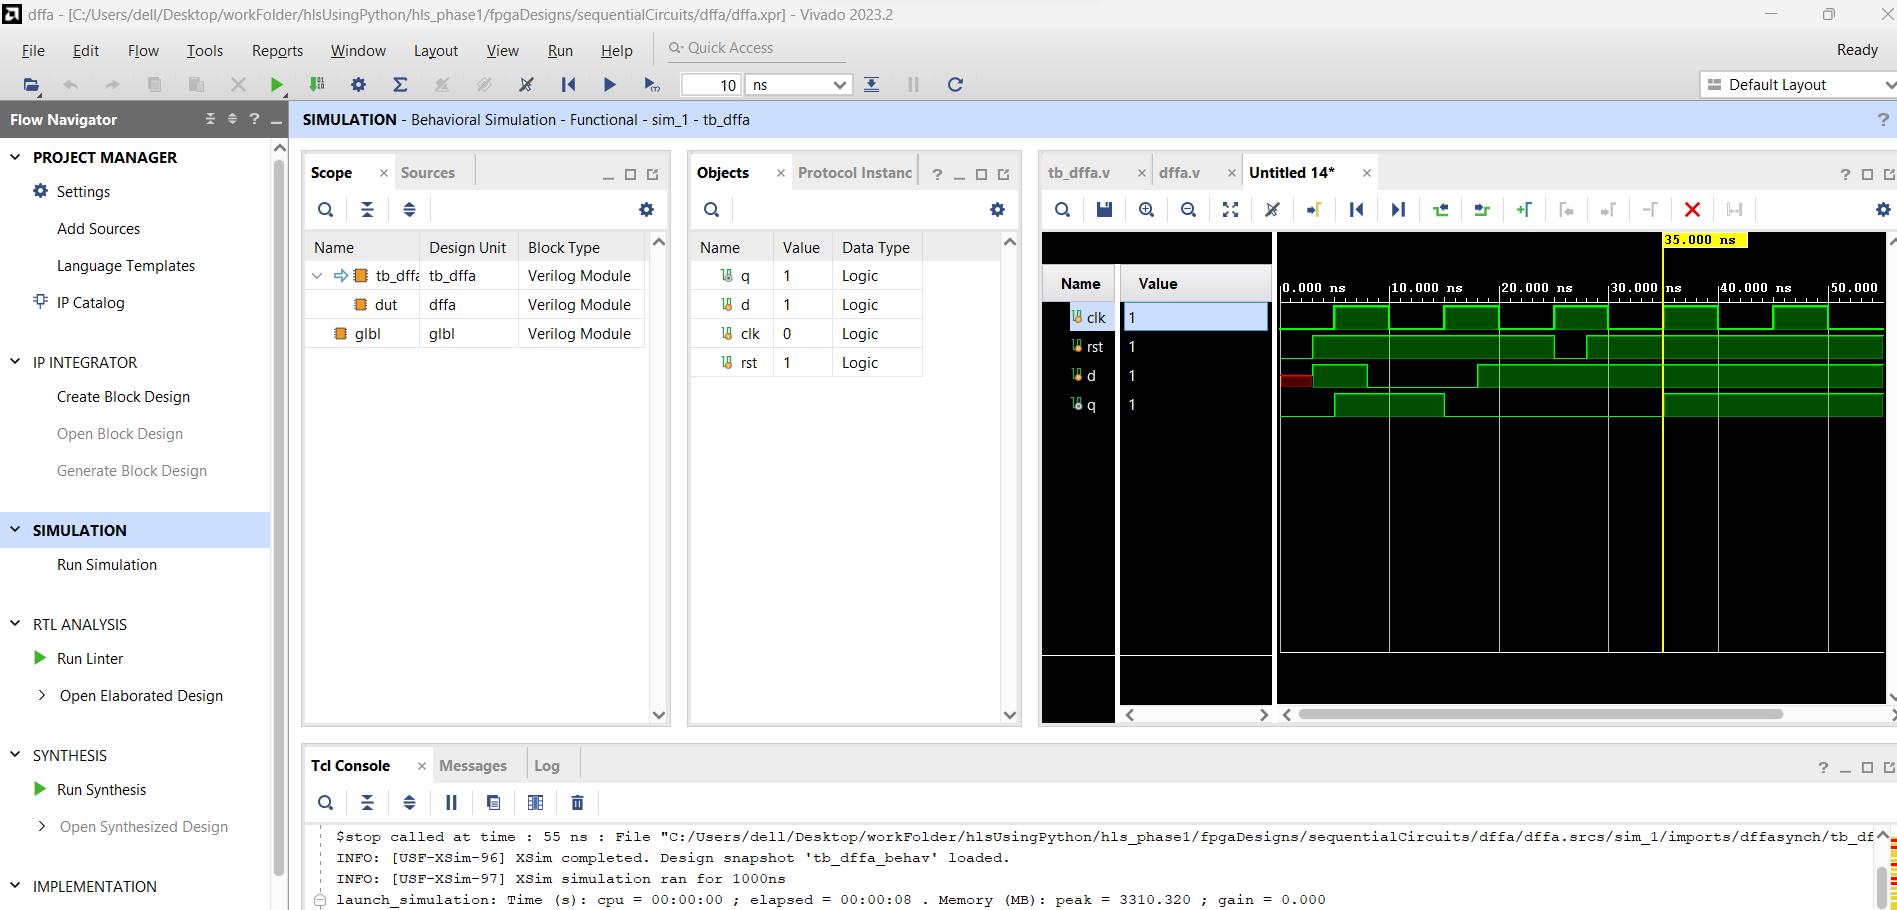 dffa - [C:/Users/dell/Desktop/workFolder/hlsUsingPython/hls_phase1/fpgaDesigns/sequentialCircuits/dffa/dffa.xpr] - Vivado 2023.2
File Edit Flow Tools Reports Window Layout View Run Help Quick Access Ready
10 ns Default Layout
Flow Navigator
SIMULATION - Behavioral Simulation - Functional - sim_1 - tb_dffa
PROJECT MANAGER
Settings
Add Sources
Language Templates
IP Catalog
IP INTEGRATOR
Create Block Design
Open Block Design
Generate Block Design
SIMULATION
Run Simulation
RTL ANALYSIS
Run Linter
Open Elaborated Design
SYNTHESIS
Run Synthesis
Open Synthesized Design
IMPLEMENTATION
Scope Sources
Name Design Unit Block Type
tb_dffa tb_dffa Verilog Module
dut dffa Verilog Module
glbl glbl Verilog Module
Objects Protocol Instanc
Name Value Data Type
q 1 Logic
d 1 Logic
clk 0 Logic
rst 1 Logic
tb_dffa.v dffa.v Untitled 14*
35.000 ns
Name Value
0.000 ns 10.000 ns 20.000 ns 30.000 ns 40.000 ns 50.000
clk 1
rst 1
d 1
q 1
Tcl Console Messages Log
$stop called at time : 55 ns : File "C:/Users/dell/Desktop/workFolder/hlsUsingPython/hls_phase1/fpgaDesigns/sequentialCircuits/dffa/dffa.srcs/sim_1/imports/dffasynch/tb_df
INFO: [USF-XSim-96] XSim completed. Design snapshot 'tb_dffa_behav' loaded.
INFO: [USF-XSim-97] XSim simulation ran for 1000ns
launch_simulation: Time (s): cpu = 00:00:00 ; elapsed = 00:00:08 . Memory (MB): peak = 3310.320 ; gain = 0.000